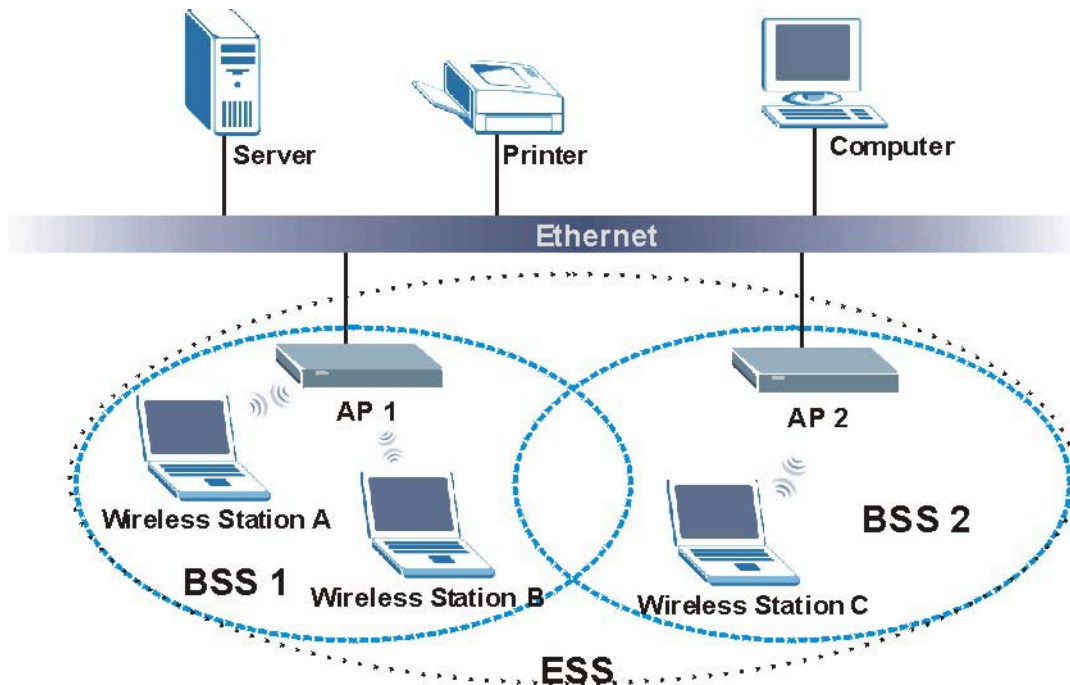 Server
Printer
Computer
Ethernet
AP 1
AP 2
Wireless Station A
BSS 2
BSS 1
Wireless Station B
Wireless Station C
ESS